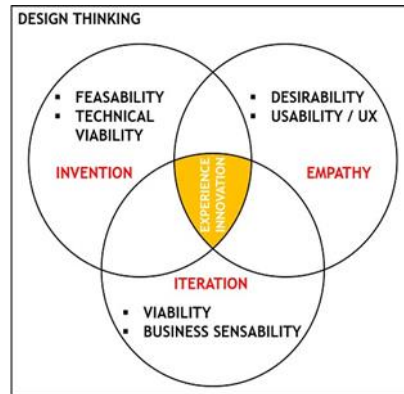 DESIGN THINKING
▪ FEASABILITY
▪ TECHNICAL
VIABILITY
INVENTION
▪ DESIRABILITY
▪ USABILITY / UX
EMPATHY
EXPERIENCE
INNOVATION
ITERATION
▪ VIABILITY
▪ BUSINESS SENSABILITY